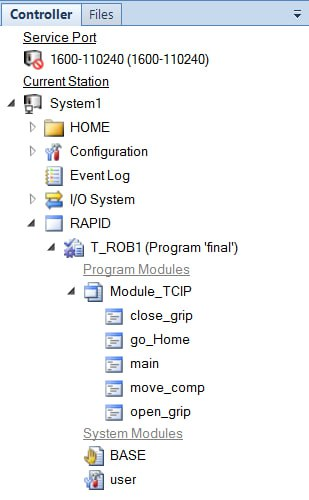 Controller Files
Service Port
1600-110240 (1600-110240)
Current Station
System1
HOME
Configuration
Event Log
I/O System
RAPID
T_ROB1 (Program 'final')
Program Modules
Module_TCIP
close_grip
go_Home
main
move_comp
open_grip
System Modules
BASE
user